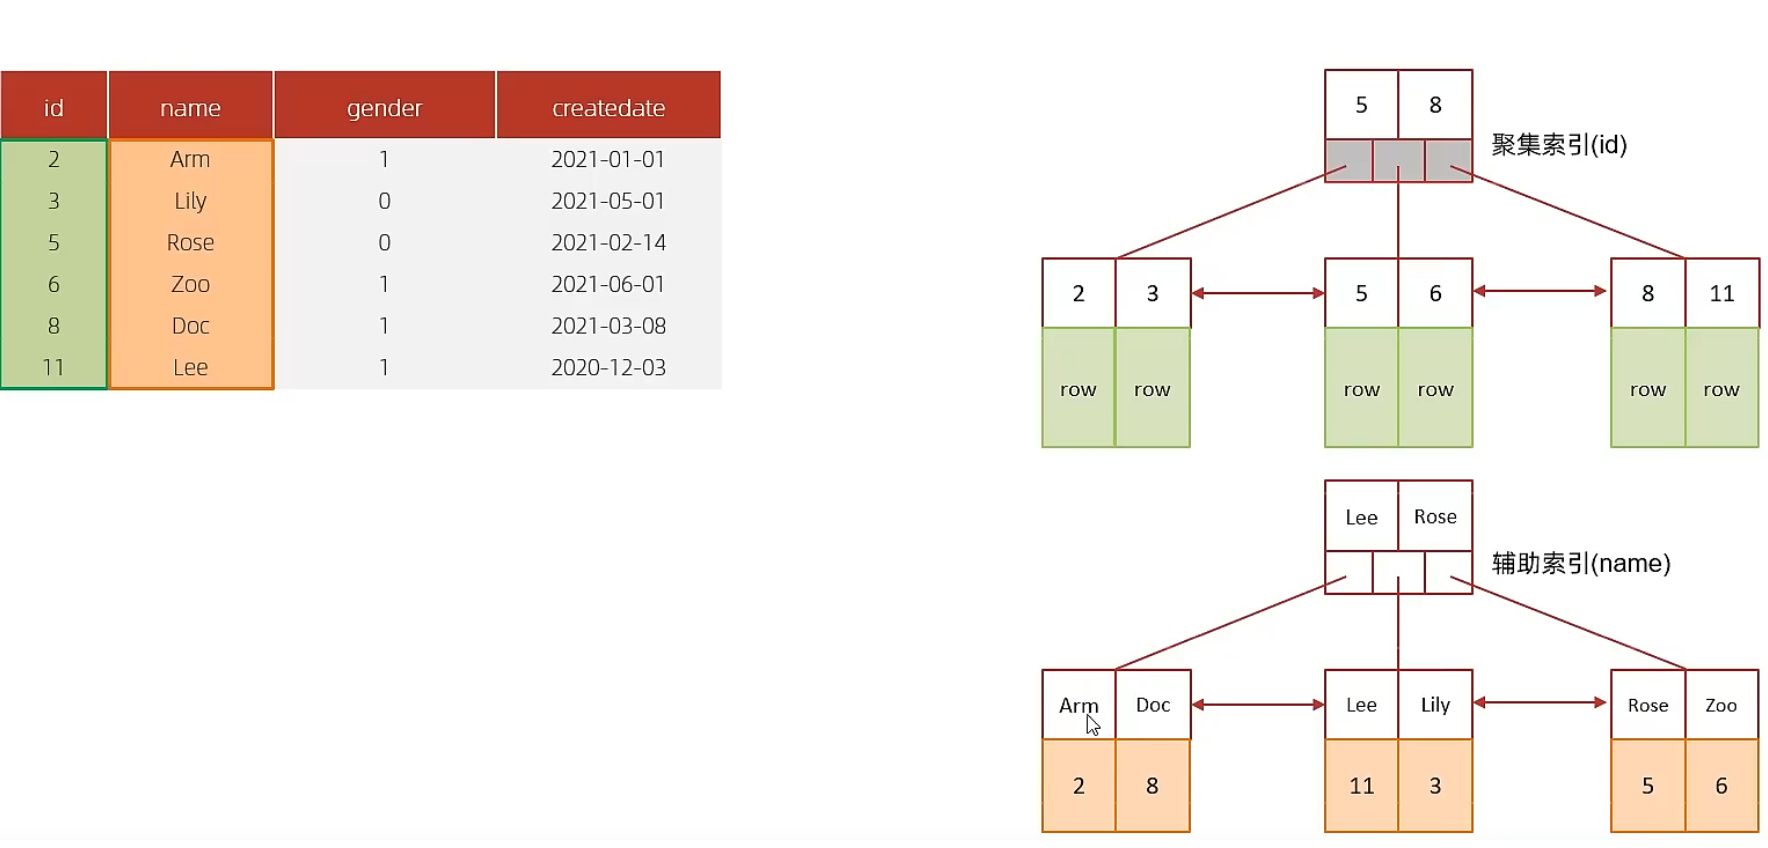 id name gender createdate
2 Arm 1 2021-01-01
3 Lily 0 2021-05-01
5 Rose 0 2021-02-14
6 Zoo 1 2021-06-01
8 Doc 1 2021-03-08
11 Lee 1 2020-12-03
5 8
聚集索引(id)
2 3 5 6 8 11
row row row row row row
Lee Rose
辅助索引(name)
Arm Doc Lee Lily Rose Zoo
2 8 11 3 5 6